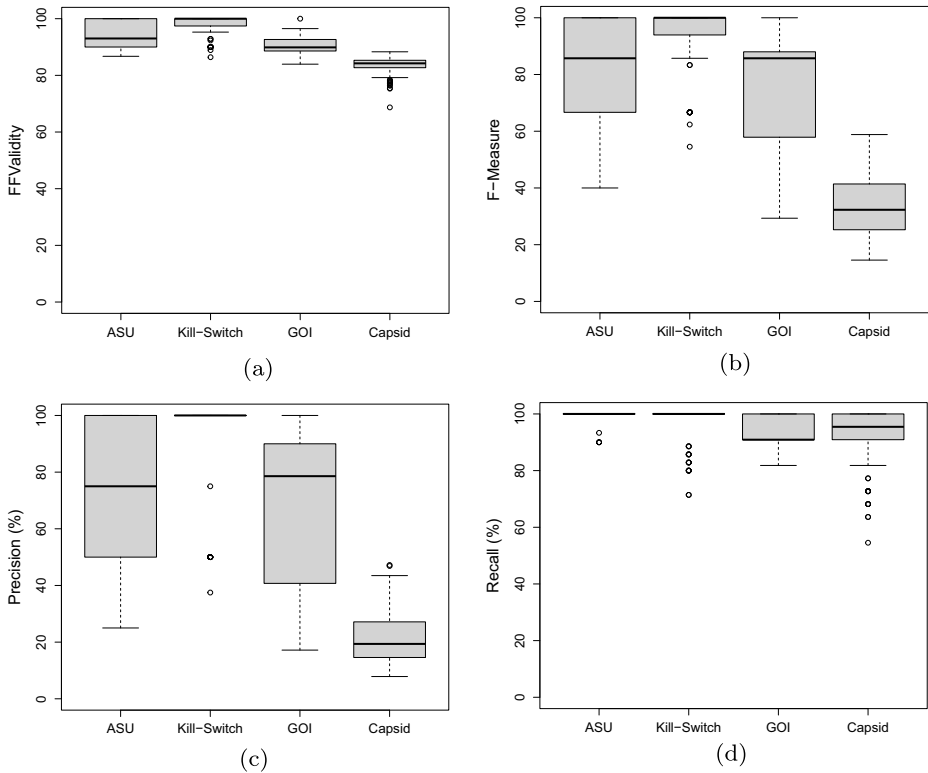 FFValidity
100
80
60
40
20
0
ASU Kill−Switch GOI Capsid
(a)
F−Measure
100
80
60
40
20
0
ASU Kill−Switch GOI Capsid
(b)
Precision (%)
100
80
60
40
20
0
ASU Kill−Switch GOI Capsid
(c)
Recall (%)
100
80
60
40
20
0
ASU Kill−Switch GOI Capsid
(d)